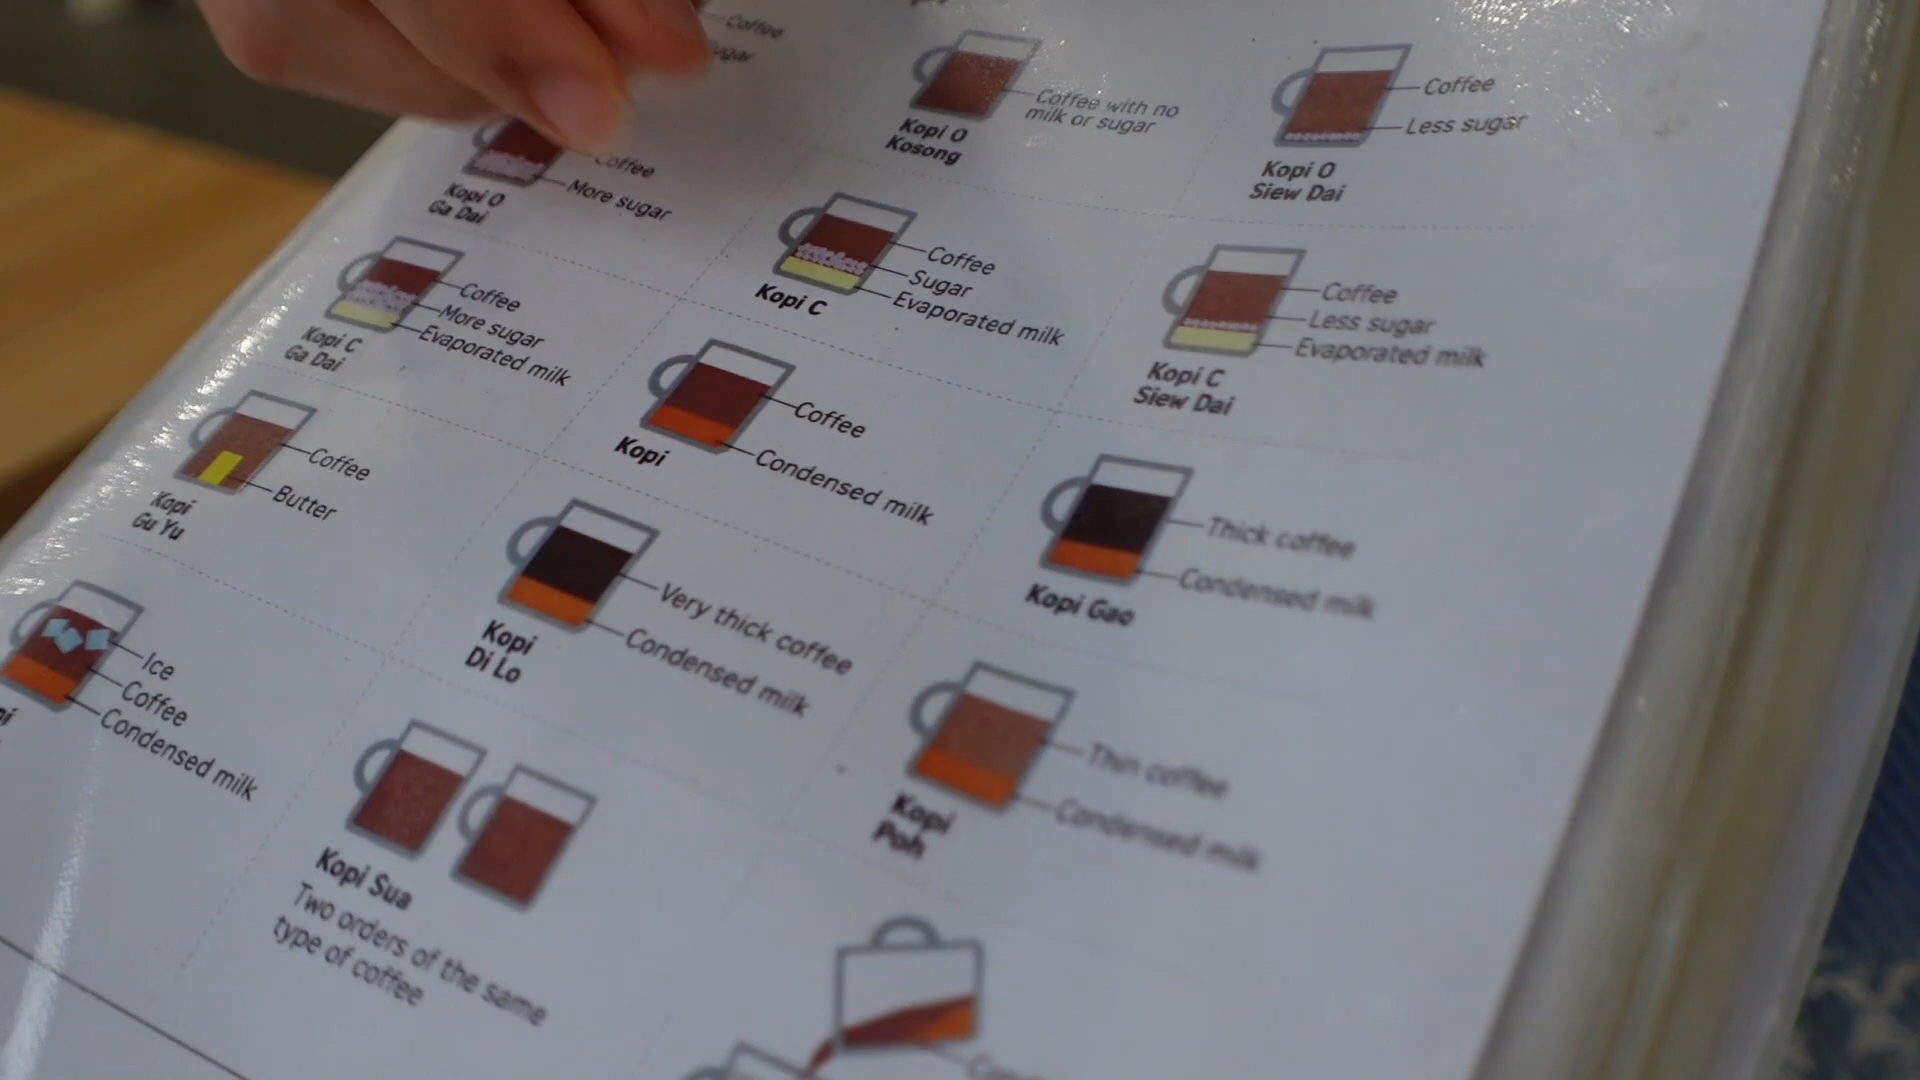 Coffee
Coffee with no
milk or sugar
Kopi O
Kosong
Coffee
Less sugar
Kopi O
Siew Dai
Coffee
More sugar
Kopi O
Ga Dai
Coffee
Sugar
Evaporated milk
Kopi C
Coffee
Less sugar
Evaporated milk
Kopi C
Siew Dai
Coffee
More sugar
Evaporated milk
Kopi C
Ga Dai
Coffee
Condensed milk
Kopi
Thick coffee
Condensed milk
Kopi Gao
Coffee
Butter
Kopi
Gu Yu
Very thick coffee
Condensed milk
Kopi
Di Lo
Thin coffee
Condensed milk
Kopi
Poh
Ice
Coffee
Condensed milk
Kopi Sua
Two orders of the same
type of coffee